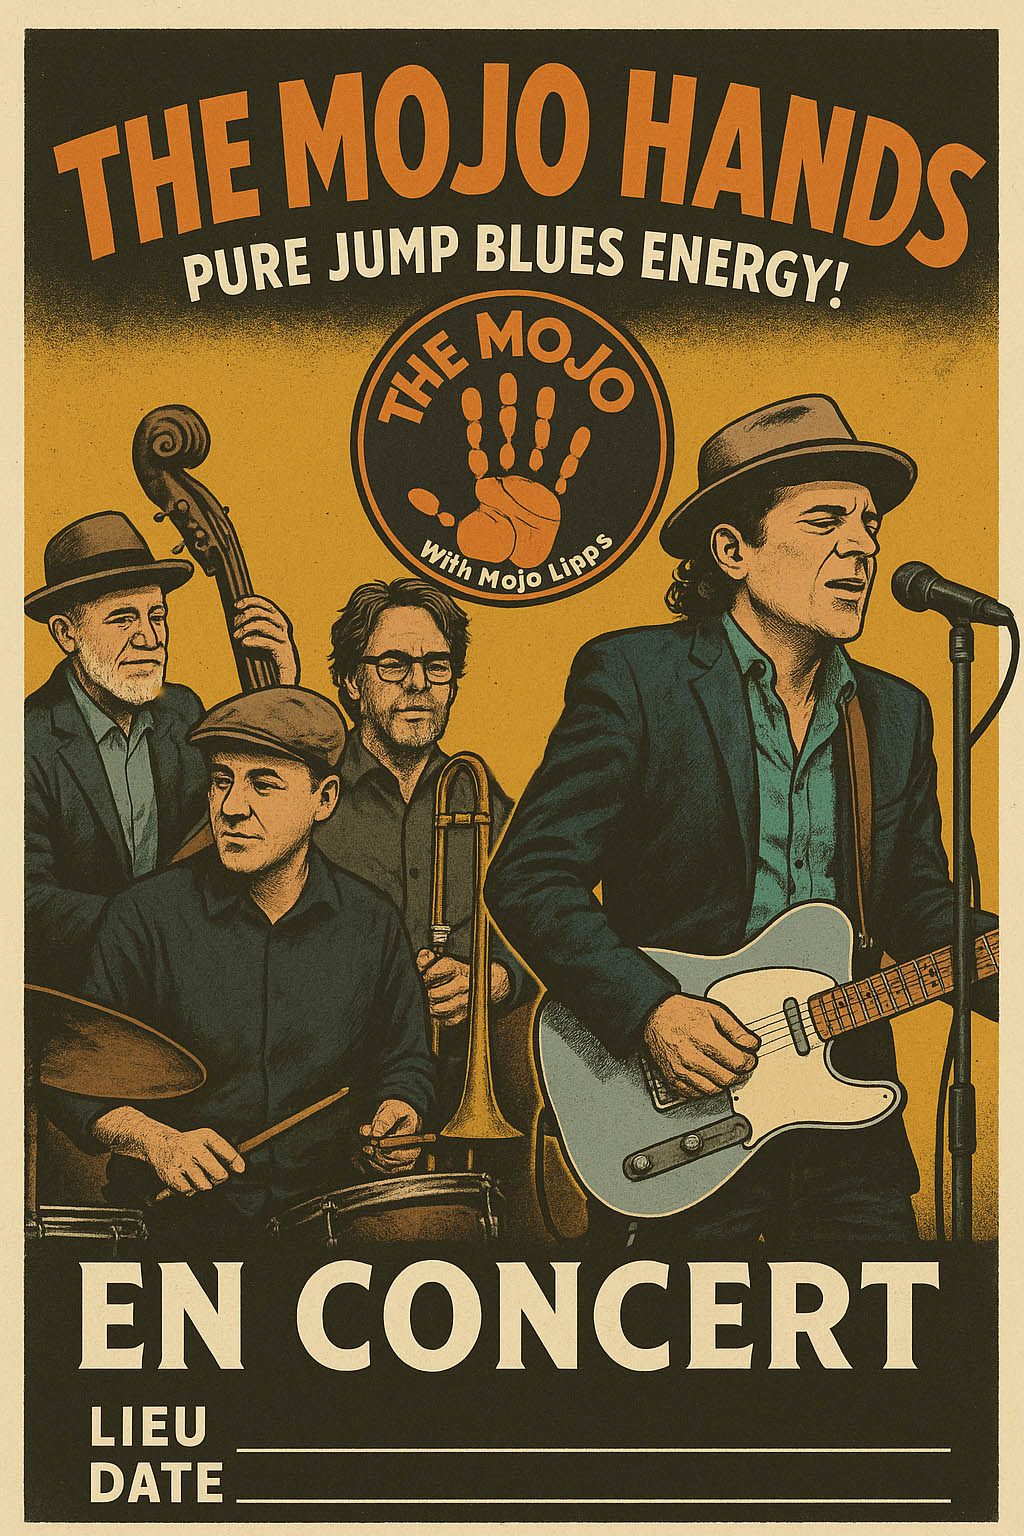 THE MOJO HANDS
PURE JUMP BLUES ENERGY!
THE MOJO
With Mojo Lipps
EN CONCERT
LIEU
DATE